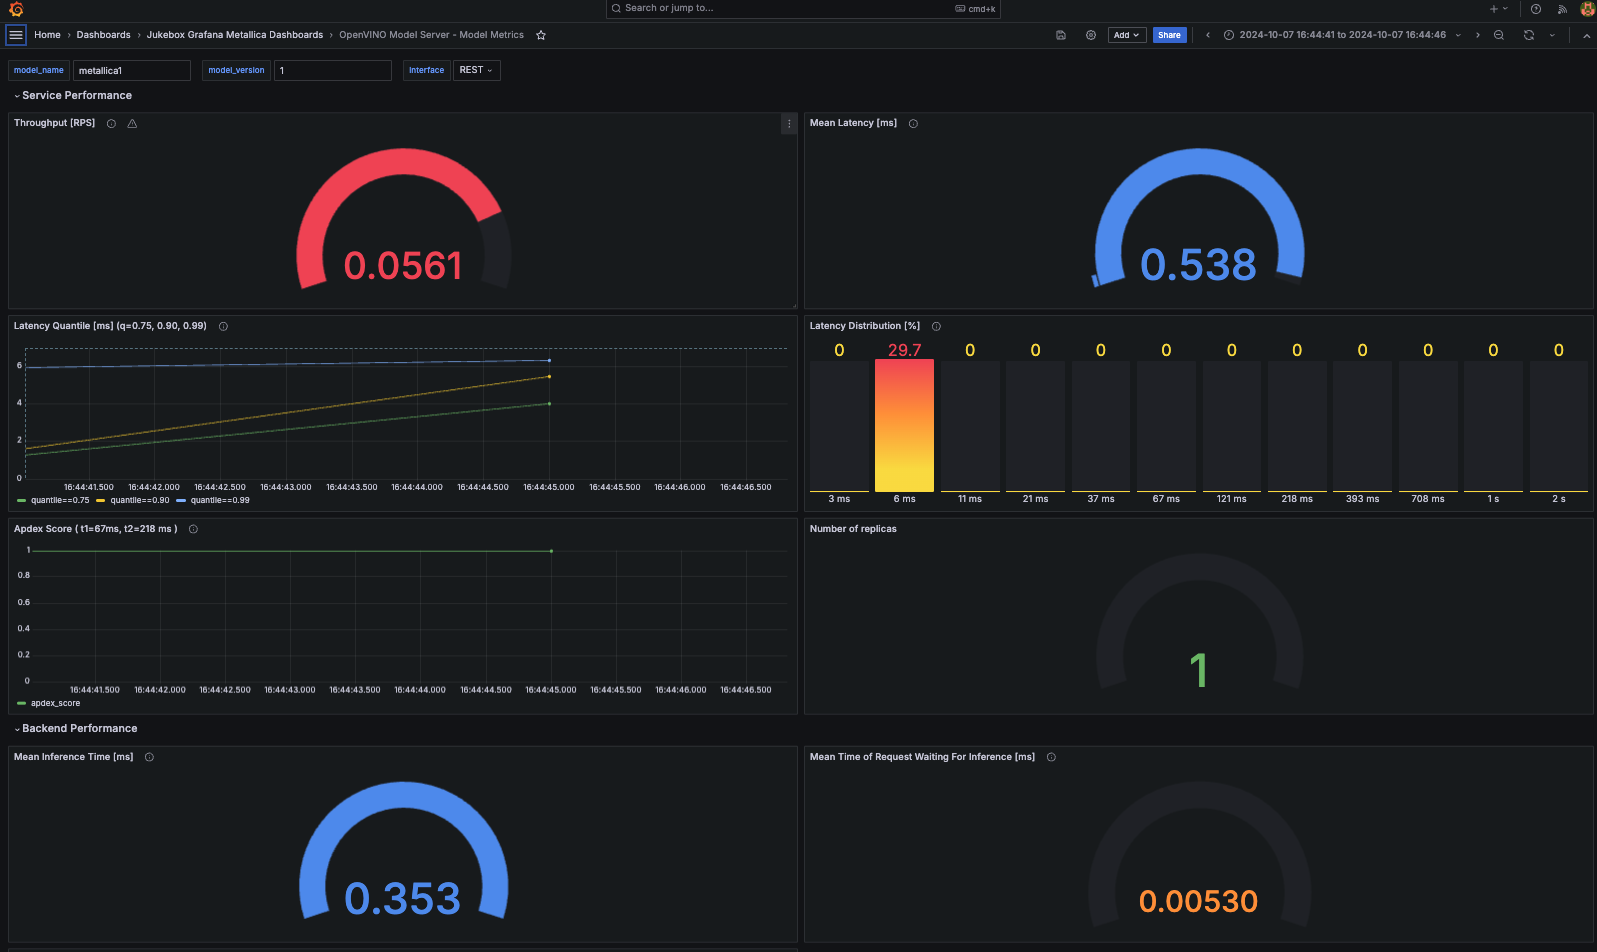 Search or jump to...
cmd+k
Home › Dashboards › Jukebox Grafana Metallica Dashboards › OpenVINO Model Server - Model Metrics
Add
Share
2024-10-07 16:44:41 to 2024-10-07 16:44:46
model_name metallica1 model_version 1 Interface REST
Service Performance
Throughput [RPS]
0.0561
Mean Latency [ms]
0.538
Latency Quantile [ms] (q=0.75, 0.90, 0.99)
6
4
2
0
16:44:41.500 16:44:42.000 16:44:42.500 16:44:43.000 16:44:43.500 16:44:44.000 16:44:44.500 16:44:45.000 16:44:45.500 16:44:46.000 16:44:46.500
quantile==0.75 quantile==0.90 quantile==0.99
Latency Distribution [%]
0 29.7 0 0 0 0 0 0 0 0 0 0
3 ms 6 ms 11 ms 21 ms 37 ms 67 ms 121 ms 218 ms 393 ms 708 ms 1 s 2 s
Apdex Score ( t1=67ms, t2=218 ms )
1
0.8
0.6
0.4
0.2
0
16:44:41.500 16:44:42.000 16:44:42.500 16:44:43.000 16:44:43.500 16:44:44.000 16:44:44.500 16:44:45.000 16:44:45.500 16:44:46.000 16:44:46.500
apdex_score
Number of replicas
1
Backend Performance
Mean Inference Time [ms]
0.353
Mean Time of Request Waiting For Inference [ms]
0.00530